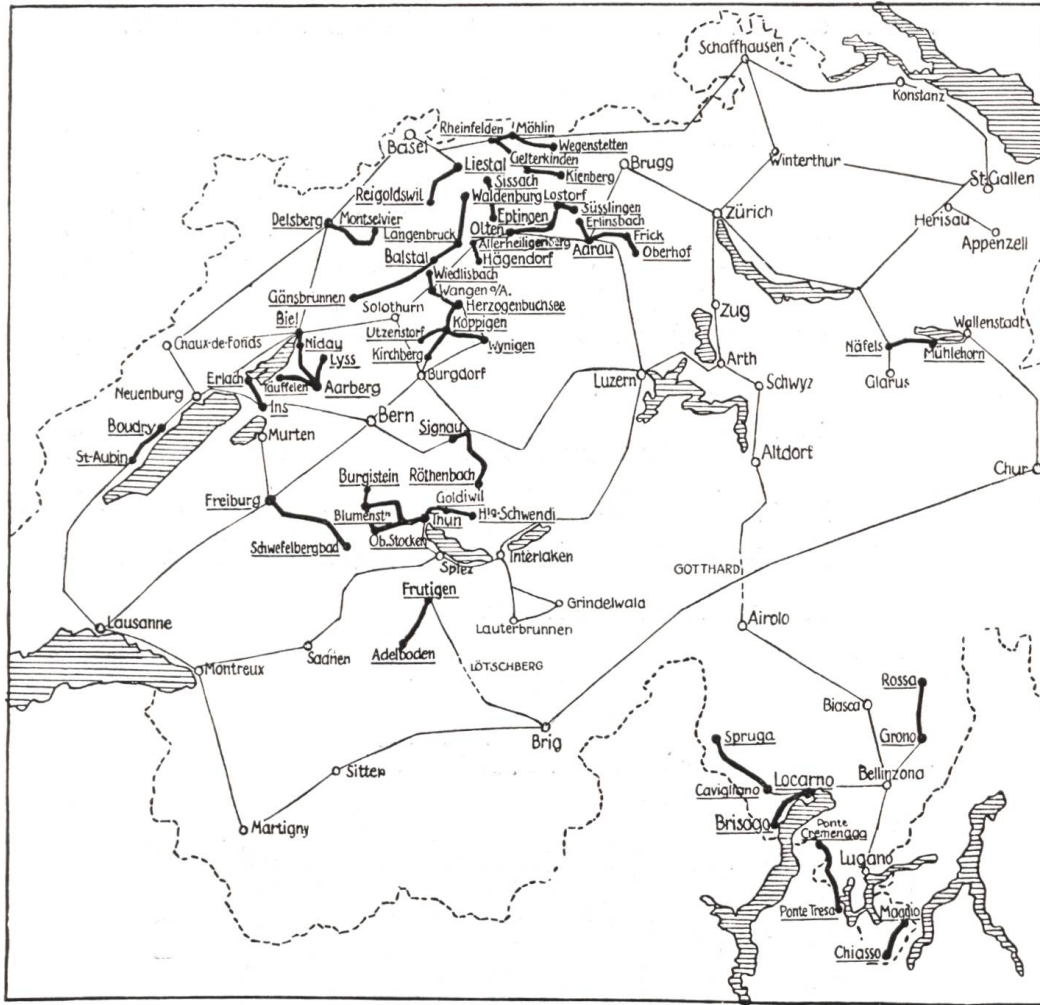 Schaffhausen
Konstanz
Rheinfelden
Möhlin
Basel
Wegenstetten
Gelterkinden
Brugg
Winterthur
Liestal
Kienberg
Sissach
St.Gallen
Reigoldswil
Waldenburg
Lostorf
Süsslingen
Zürich
Herisau
Delsberg
Montselvier
Eptingen
Erlinsbach
Appenzell
Langenbruck
Olten
Frick
Allerheiligenberg
Aarau
Oberhof
Balstal
Hägendorf
Wiedlisbach
Wangen o/A.
Gänsbrunnen
Solothurn
Herzogenbuchsee
Zug
Biel
Koppigen
Utzenstorf
Wallenstadt
Chaux-de-Fonds
Niday
Wynigen
Näfels
Mühlehorn
Lyss
Kirchberg
Arth
Erlach
Täuffelen
Aarberg
Burgdorf
Luzern
Glarus
Schwyz
Neuenburg
Ins
Bern
Boudry
Signau
Murten
St-Aubin
Altdorf
Röthenbach
Chur
Burgistein
Freiburg
Goldiwil
Blumenstn
Thun
Hlg-Schwendi
Ob.Stocken
Schwefelbergbad
Spiez
Interlaken
GOTTHARD
Frutigen
Grindelwald
Lausanne
Lauterbrunnen
Airolo
Saanen
Adelboden
LÖTSCHBERG
Montreux
Rossa
Biasca
Brig
Spruga
Grono
Sitten
Locarno
Bellinzona
Cavigliano
Martigny
Brisago
Ponte
Cremenaga
Lugano
Ponte Tresa
Maggio
Chiasso